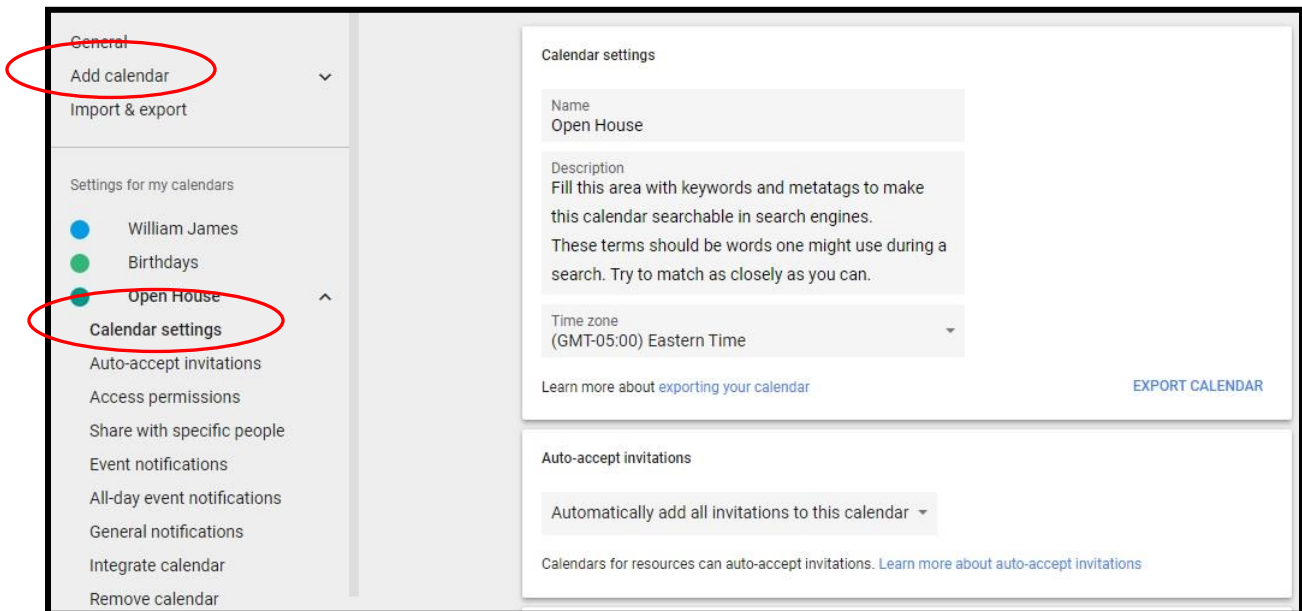 General
Add calendar
Import & export
Settings for my calendars
William James
Birthdays
Open House
Calendar settings
Auto-accept invitations
Access permissions
Share with specific people
Event notifications
All-day event notifications
General notifications
Integrate calendar
Remove calendar
Calendar settings
Name
Open House
Description
Fill this area with keywords and metatags to make
this calendar searchable in search engines.
These terms should be words one might use during a
search. Try to match as closely as you can.
Time zone
(GMT-05:00) Eastern Time
Learn more about exporting your calendar
EXPORT CALENDAR
Auto-accept invitations
Automatically add all invitations to this calendar
Calendars for resources can auto-accept invitations. Learn more about auto-accept invitations